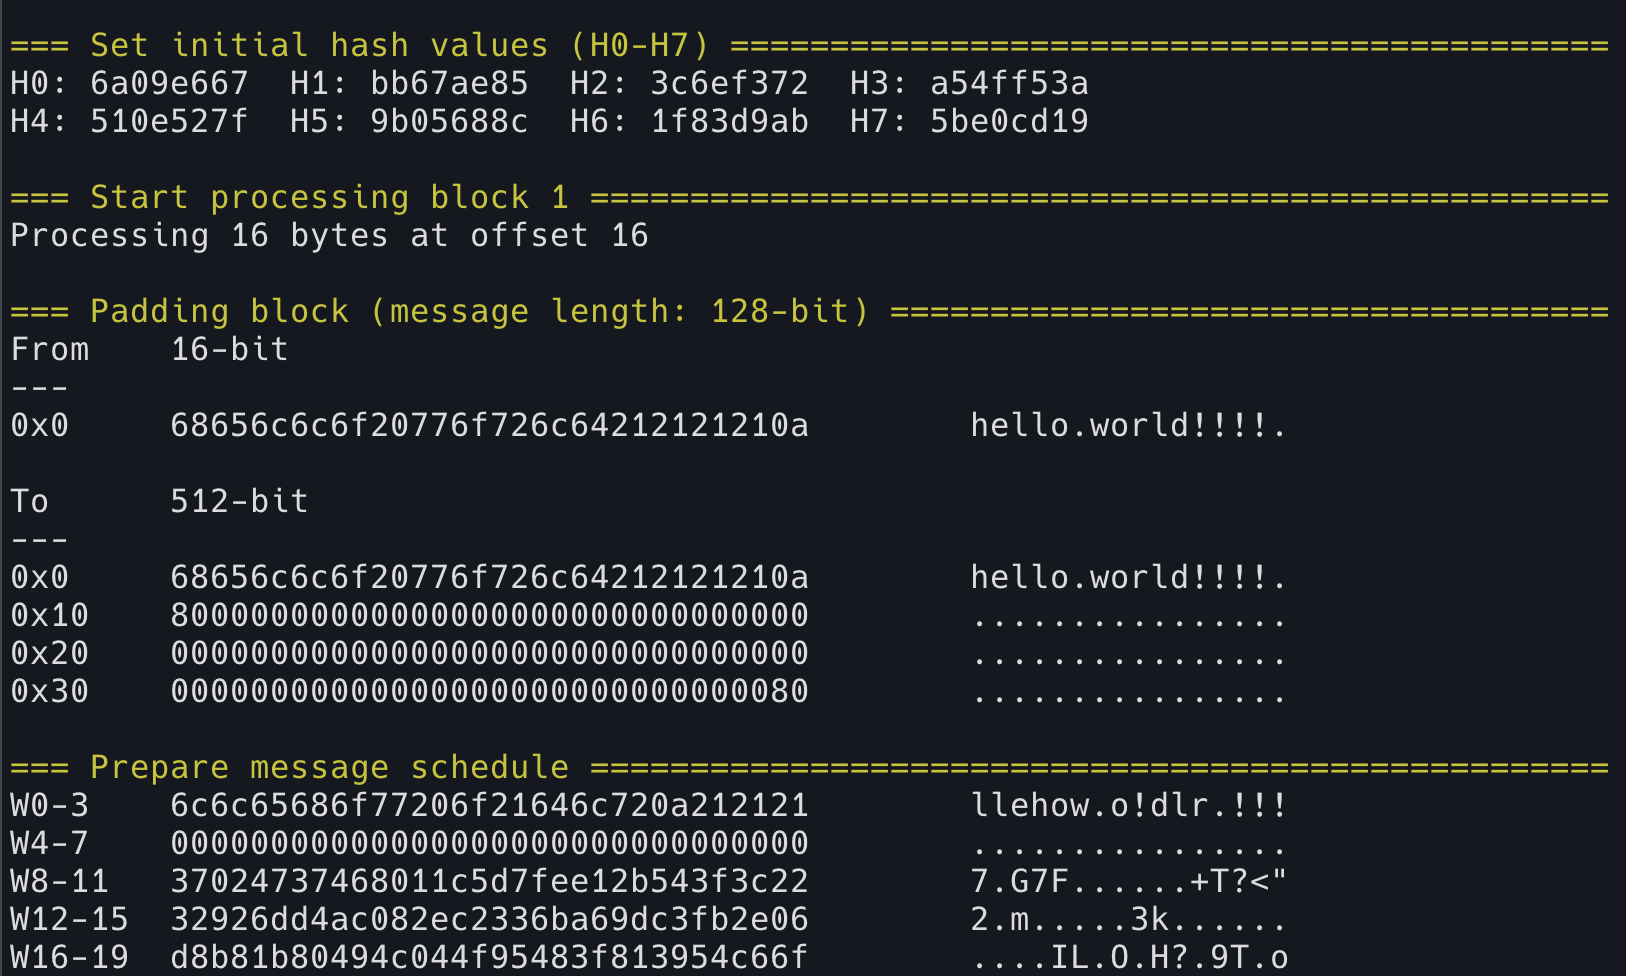 === Set initial hash values (H0-H7) ============================================
H0: 6a09e667  H1: bb67ae85  H2: 3c6ef372  H3: a54ff53a
H4: 510e527f  H5: 9b05688c  H6: 1f83d9ab  H7: 5be0cd19
=== Start processing block 1 ===================================================
Processing 16 bytes at offset 16
=== Padding block (message length: 128-bit) ====================================
From    16-bit
---
0x0     68656c6c6f20776f726c64212121210a        hello.world!!!!.
To      512-bit
---
0x0     68656c6c6f20776f726c64212121210a        hello.world!!!!.
0x10    80000000000000000000000000000000        ................
0x20    00000000000000000000000000000000        ................
0x30    00000000000000000000000000000080        ................
=== Prepare message schedule ===================================================
W0-3    6c6c65686f77206f21646c720a212121        llehow.o!dlr.!!!
W4-7    00000000000000000000000000000000        ................
W8-11   37024737468011c5d7fee12b543f3c22        7.G7F......+T?<"
W12-15  32926dd4ac082ec2336ba69dc3fb2e06        2.m.....3k......
W16-19  d8b81b80494c044f95483f813954c66f        ....IL.O.H?.9T.o